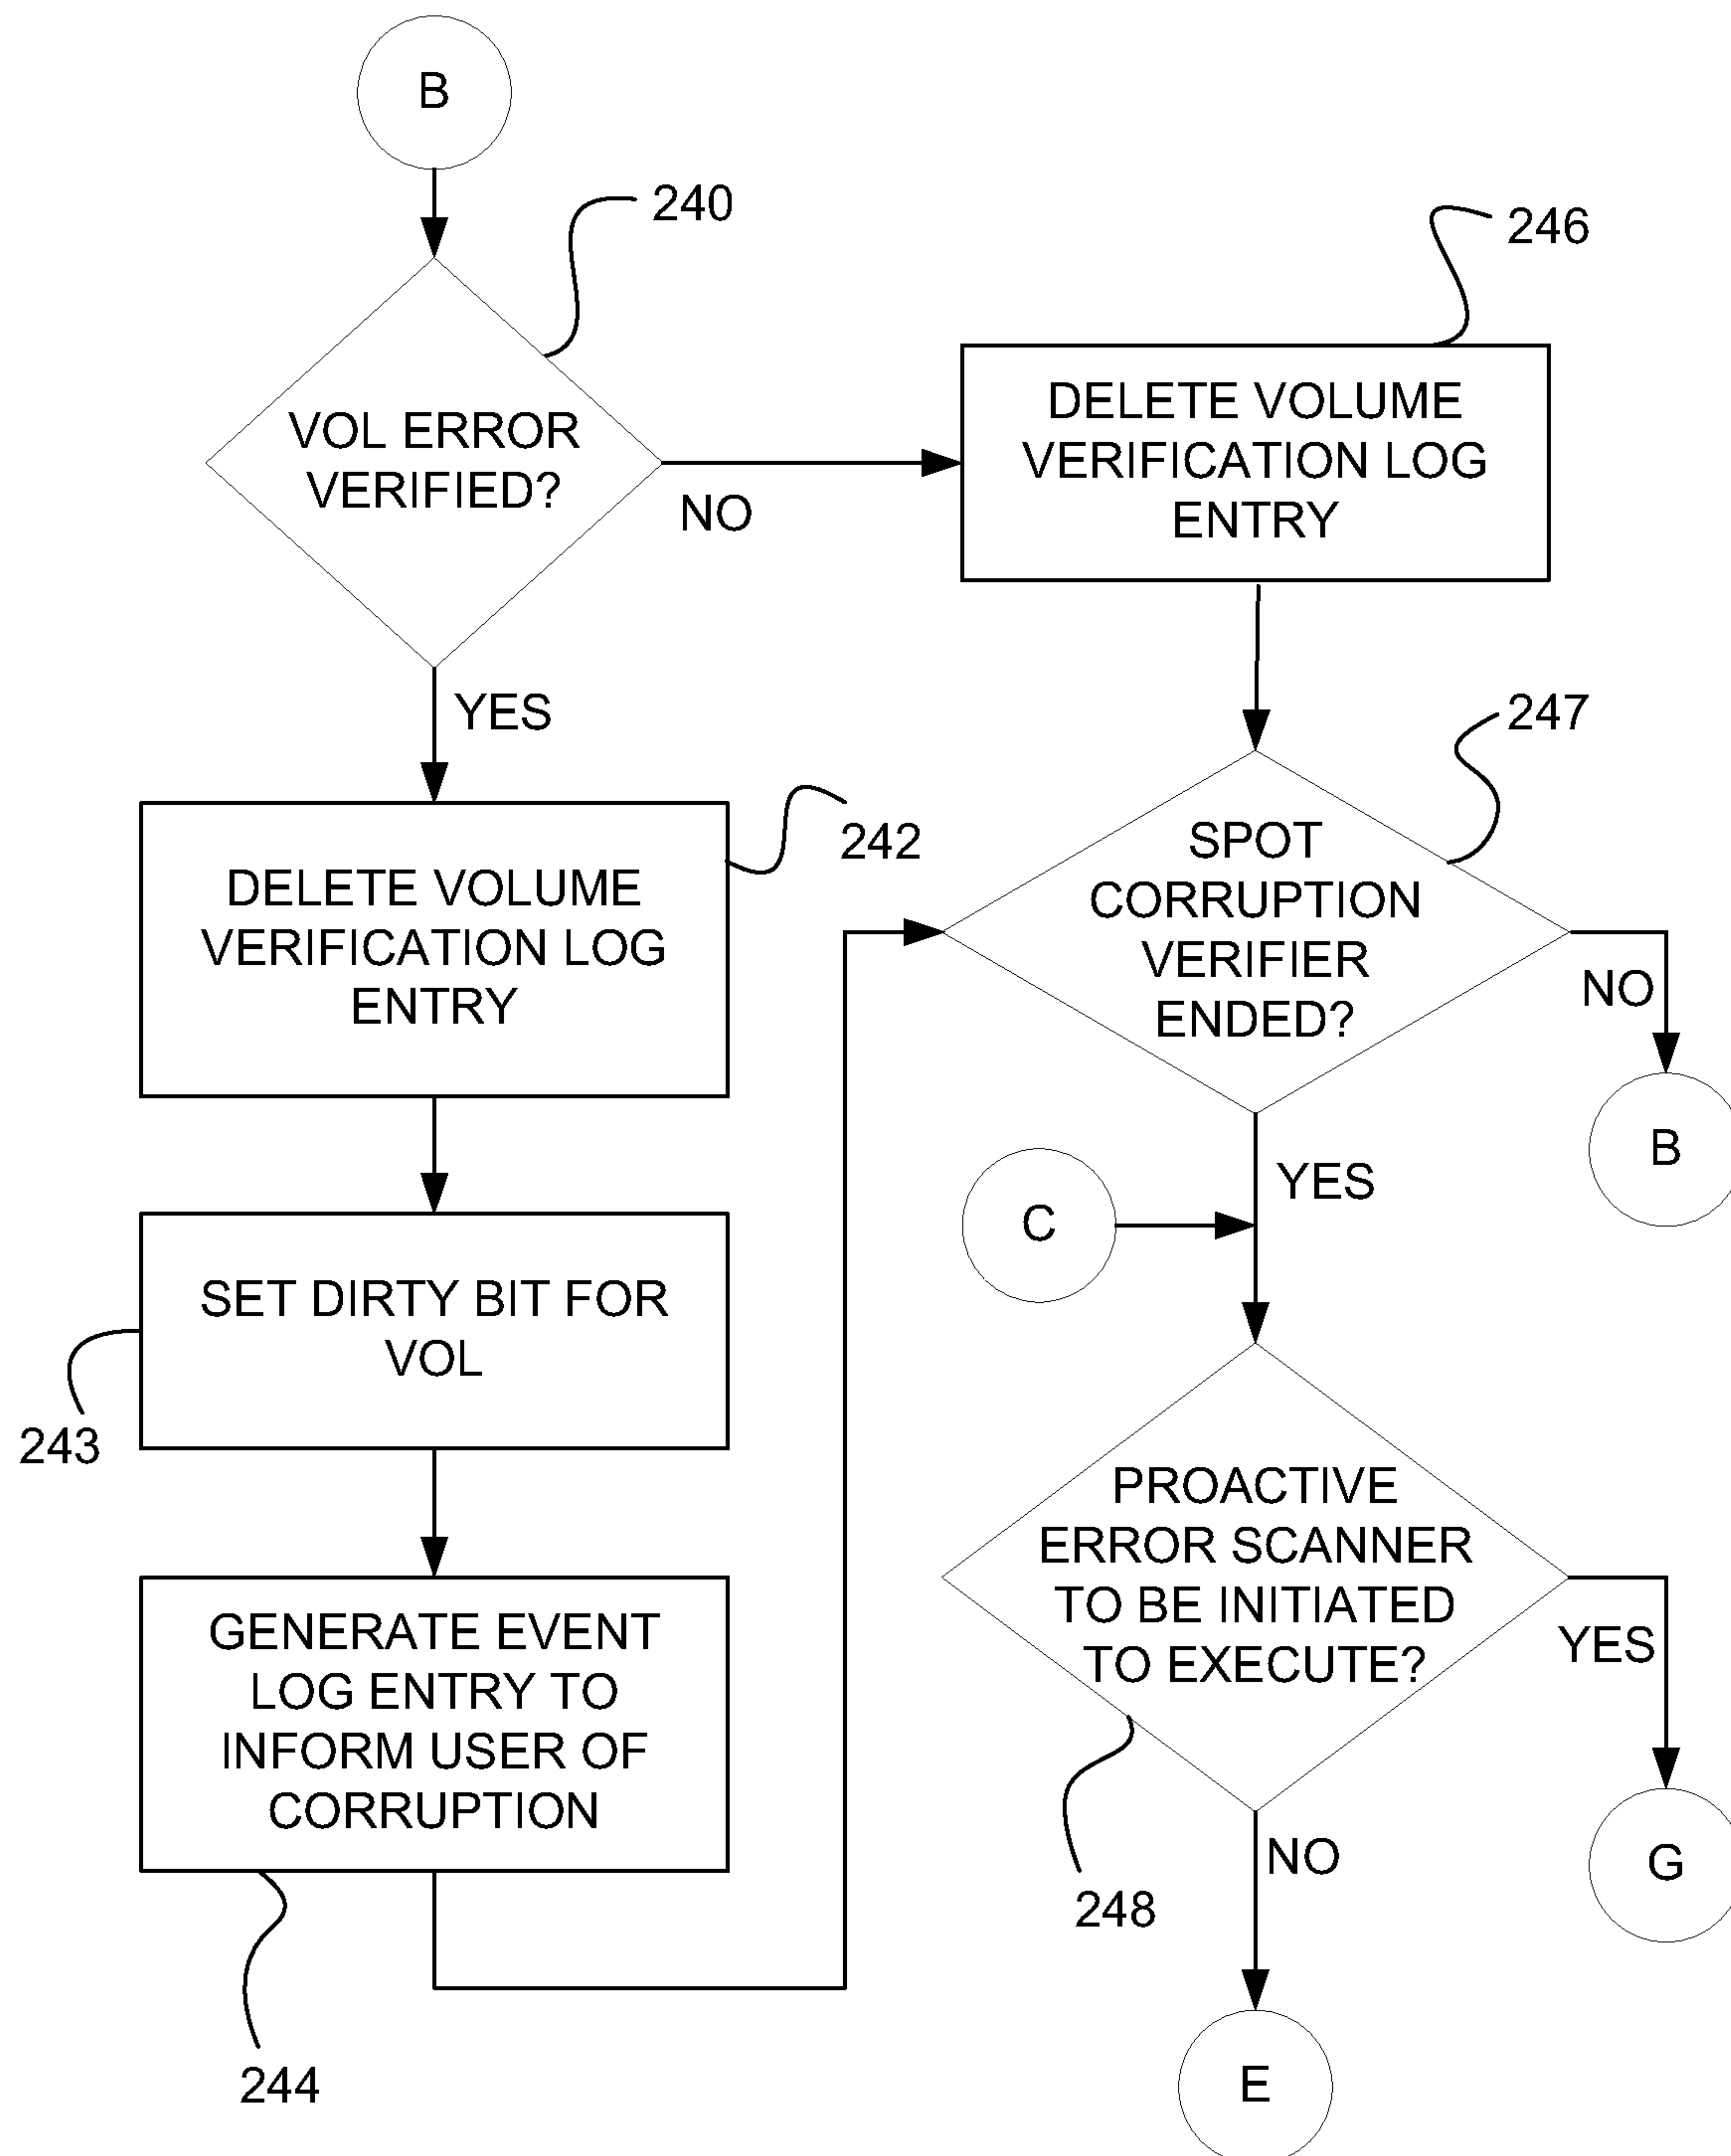 B
240
VOL ERROR
VERIFIED?
NO
YES
246
DELETE VOLUME
VERIFICATION LOG
ENTRY
242
DELETE VOLUME
VERIFICATION LOG
ENTRY
243
SET DIRTY BIT FOR
VOL
GENERATE EVENT
LOG ENTRY TO
INFORM USER OF
CORRUPTION
244
247
SPOT
CORRUPTION
VERIFIER
ENDED?
NO
B
YES
C
PROACTIVE
ERROR SCANNER
TO BE INITIATED
TO EXECUTE?
YES
G
248
NO
E